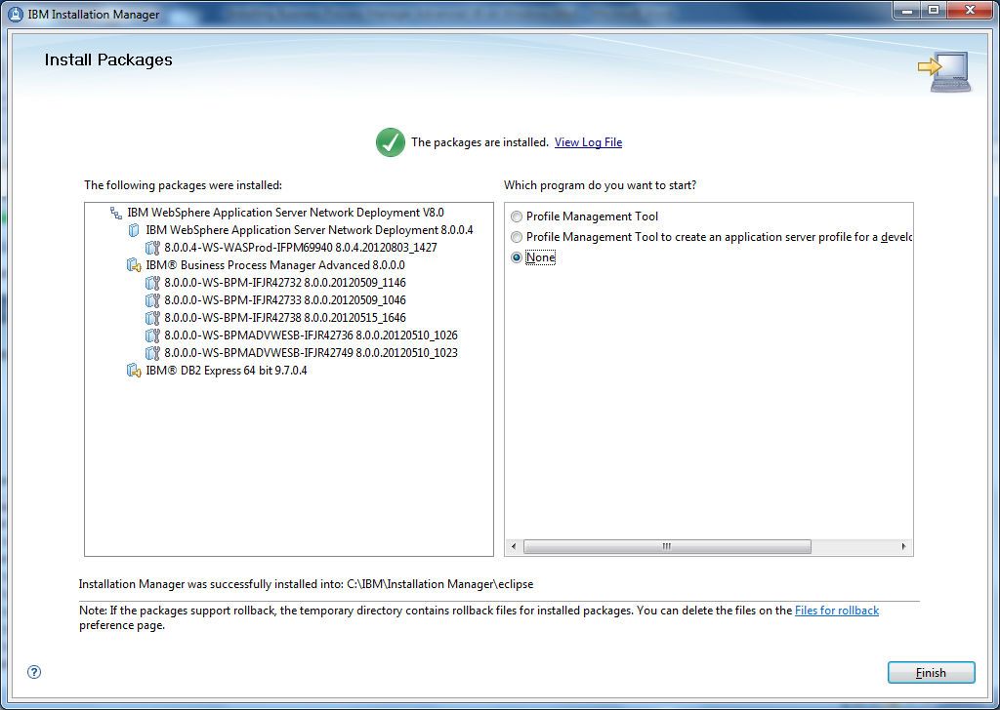 IBM Installation Manager
Install Packages
The packages are installed. View Log File
The following packages were installed:
IBM WebSphere Application Server Network Deployment V8.0
IBM WebSphere Application Server Network Deployment 8.0.0.4
8.0.0.4-WS-WASProd-IFPM69940 8.0.4.20120803_1427
IBM® Business Process Manager Advanced 8.0.0.0
8.0.0.0-WS-BPM-IFJR42732 8.0.0.20120509_1146
8.0.0.0-WS-BPM-IFJR42733 8.0.0.20120509_1046
8.0.0.0-WS-BPM-IFJR42738 8.0.0.20120515_1646
8.0.0.0-WS-BPMADVWESB-IFJR42736 8.0.0.20120510_1026
8.0.0.0-WS-BPMADVWESB-IFJR42749 8.0.0.20120510_1023
IBM® DB2 Express 64 bit 9.7.0.4
Which program do you want to start?
Profile Management Tool
Profile Management Tool to create an application server profile for a develo
None
Installation Manager was successfully installed into: C:\IBM\Installation Manager\eclipse
Note: If the packages support rollback, the temporary directory contains rollback files for installed packages. You can delete the files on the Files for rollback
preference page.
?
Finish